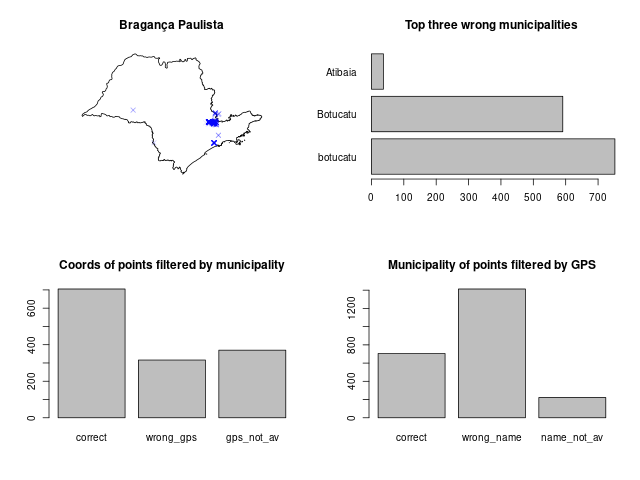 Bragança Paulista
Top three wrong municipalities
Atibaia
Botucatu
botucatu
0 100 200 300 400 500 600 700
Coords of points filtered by municipality
0 200 400 600
correct wrong_gps gps_not_av
Municipality of points filtered by GPS
0 400 800 1200
correct wrong_name name_not_av